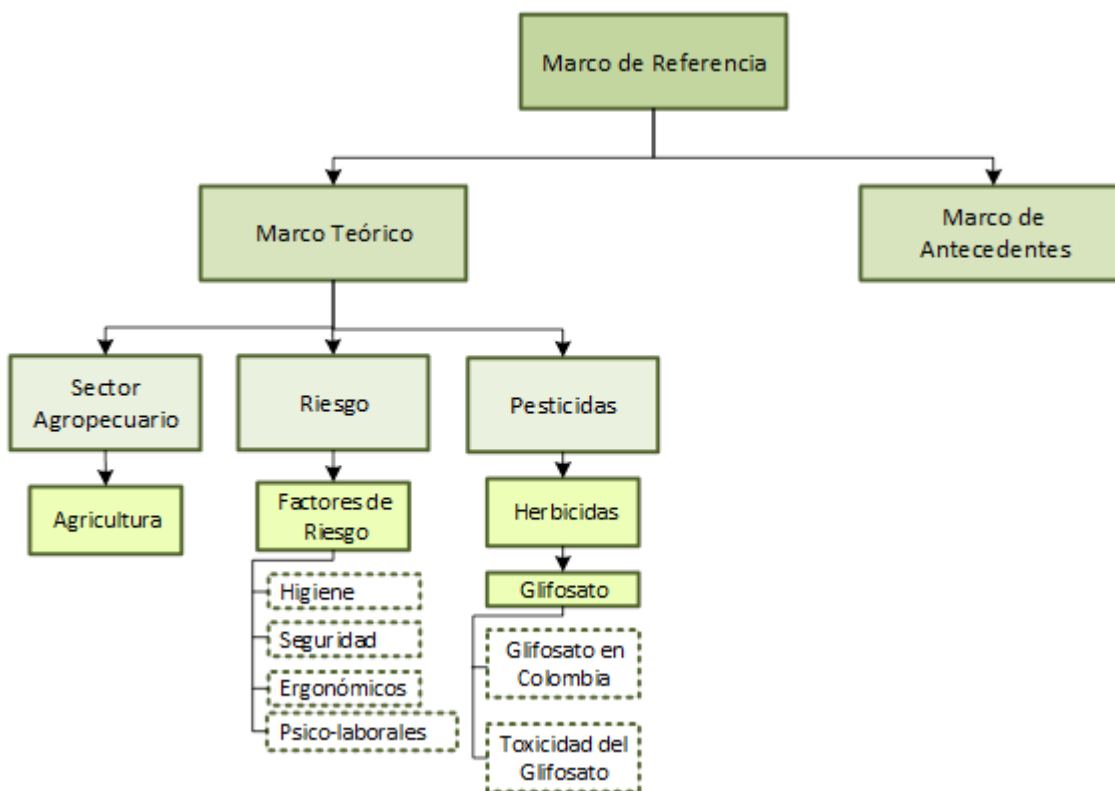 Marco de Referencia
Marco Teórico
Marco de
Antecedentes
Sector
Agropecuario
Riesgo
Pesticidas
Agricultura
Factores de
Riesgo
Herbicidas
Higiene
Seguridad
Ergonómicos
Psico-laborales
Glifosato
Glifosato en
Colombia
Toxicidad del
Glifosato